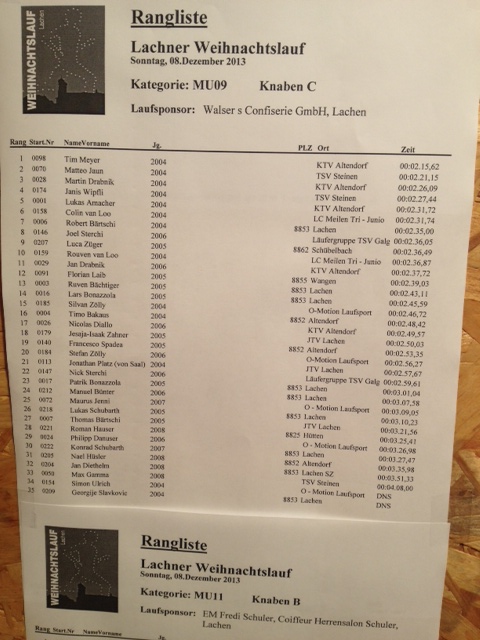 WEIHNACHTSLAUF
Lachen
Rangliste
Lachner Weihnachtslauf
Sonntag, 08.Dezember 2013
Kategorie: MU09 Knaben C
Laufsponsor: Walser s Confiserie GmbH, Lachen
Rang Start.Nr NameVorname Jg. PLZ Ort Zeit
1 0098 Tim Meyer 2004 KTV Altendorf 00:02.15,62
2 0070 Matteo Jaun 2004 TSV Steinen 00:02.21,15
3 0028 Martin Drabnik 2004 KTV Altendorf 00:02.26,09
4 0174 Janis Wipfli 2004 TSV Steinen 00:02.27,44
5 0001 Lukas Amacher 2004 KTV Altendorf 00:02.31,72
6 0158 Colin van Loo 2004 LC Meilen Tri - Junio 00:02.31,74
7 0006 Robert Bärtschi 2004 8853 Lachen 00:02.35,00
8 0146 Joel Sterchi 2006 Läufergruppe TSV Galg 00:02.36,05
9 0207 Luca Züger 2005 8862 Schübelbach 00:02.36,49
10 0159 Rouven van Loo 2004 LC Meilen Tri - Junio 00:02.36,87
11 0029 Jan Drabnik 2006 KTV Altendorf 00:02.37,72
12 0091 Florian Laib 2005 8855 Wangen 00:02.39,03
13 0003 Ruven Bächtiger 2005 8853 Lachen 00:02.43,11
14 0016 Lars Bonazzola 2005 8853 Lachen 00:02.45,59
15 0185 Silvan Zölly 2004 O-Motion Laufsport 00:02.46,72
16 0004 Timo Bakaus 2004 8852 Altendorf 00:02.48,42
17 0026 Nicolas Diallo 2006 KTV Altendorf 00:02.49,57
18 0179 Jeseja-Isaak Zahner 2005 JTV Lachen 00:02.50,03
19 0140 Francesco Spadea 2005 8852 Altendorf 00:02.53,35
20 0184 Stefan Zölly 2006 O-Motion Laufsport 00:02.56,27
21 0113 Jonathan Platz (von Saal) 2004 JTV Lachen 00:02.57,67
22 0147 Nick Sterchi 2006 Läufergruppe TSV Galg 00:02.59,61
23 0017 Patrik Bonazzola 2005 8853 Lachen 00:03.01,04
24 0212 Manuel Bünter 2006 8853 Lachen 00:03.07,58
25 0072 Maurus Jenni 2007 O - Motion Laufsport 00:03.09,05
26 0218 Lukas Schubarth 2005 8853 Lachen 00:03.10,23
27 0007 Thomas Bärtschi 2005 JTV Lachen 00:03.21,56
28 0221 Roman Hauser 2008 8825 Hütten 00:03.25,41
29 0024 Philipp Danuser 2006 O - Motion Laufsport 00:03.26,98
30 0222 Konrad Schubarth 2007 8853 Lachen 00:03.27,47
31 0205 Nael Hüsler 2008 8852 Altendorf 00:03.35,98
32 0204 Jan Diethelm 2008 8853 Lachen SZ 00:03.51,33
33 0050 Max Gamma 2008 TSV Steinen 00:04.08,00
34 0154 Simon Ulrich 2004 O - Motion Laufsport DNS
35 0209 Georgije Slavkovic 2004 8853 Lachen DNS
WEIHNACHTSLAUF
Lachen
Rangliste
Lachner Weihnachtslauf
Sonntag, 08.Dezember 2013
Kategorie: MU11 Knaben B
Laufsponsor: EM Fredi Schuler, Coiffeur Herrensalon Schuler,
Lachen
Rang Start.Nr NameVorname Jg.